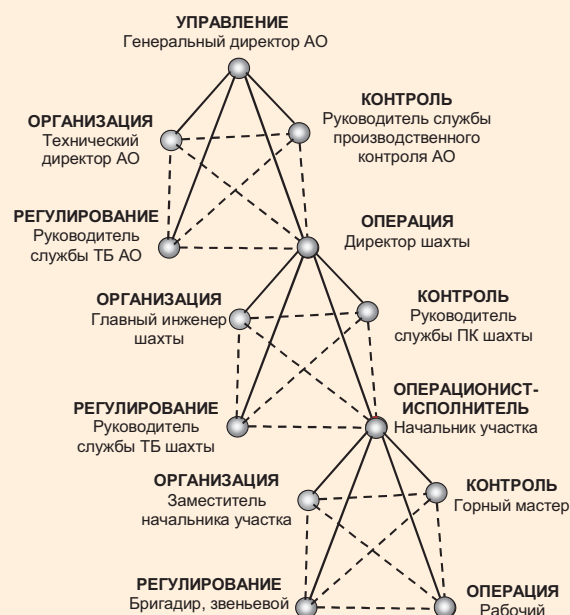 УПРАВЛЕНИЕ
Генеральный директор АО
КОНТРОЛЬ
Руководитель службы
производственного
контроля АО
ОРГАНИЗАЦИЯ
Технический
директор АО
РЕГУЛИРОВАНИЕ
Руководитель
службы ТБ АО
ОПЕРАЦИЯ
Директор шахты
ОРГАНИЗАЦИЯ
Главный инженер
шахты
КОНТРОЛЬ
Руководитель
службы ПК шахты
РЕГУЛИРОВАНИЕ
Руководитель
службы ТБ шахты
ОПЕРАЦИОНИСТ-
ИСПОЛНИТЕЛЬ
Начальник участка
ОРГАНИЗАЦИЯ
Заместитель
начальника участка
КОНТРОЛЬ
Горный мастер
РЕГУЛИРОВАНИЕ
Бригадир, звеньевой
ОПЕРАЦИЯ
Рабочий